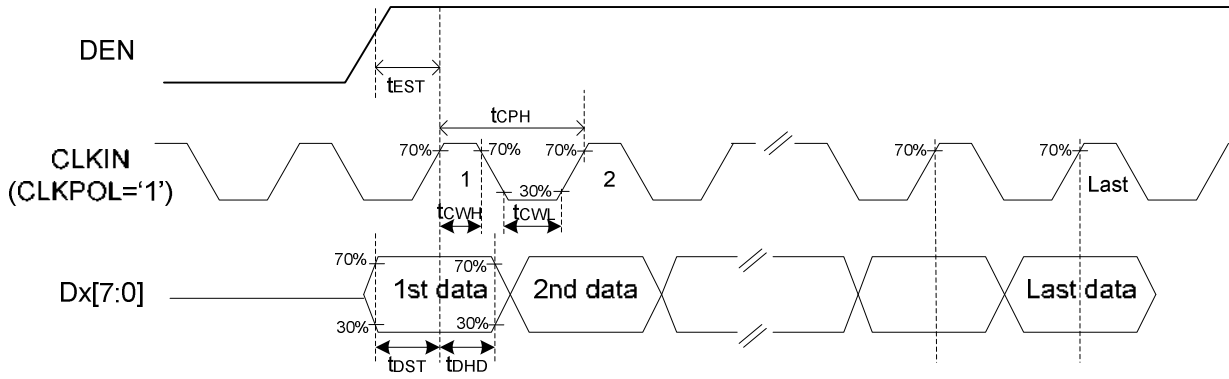 DEN
tEST
tCPH
CLKIN
(CLKPOL=‘1’)
70%
70%
70%
70%
70%
1
2
Last
30%
tCWH
tCWL
Dx[7:0]
70%
70%
1st data
2nd data
Last data
30%
30%
tDST
tDHD